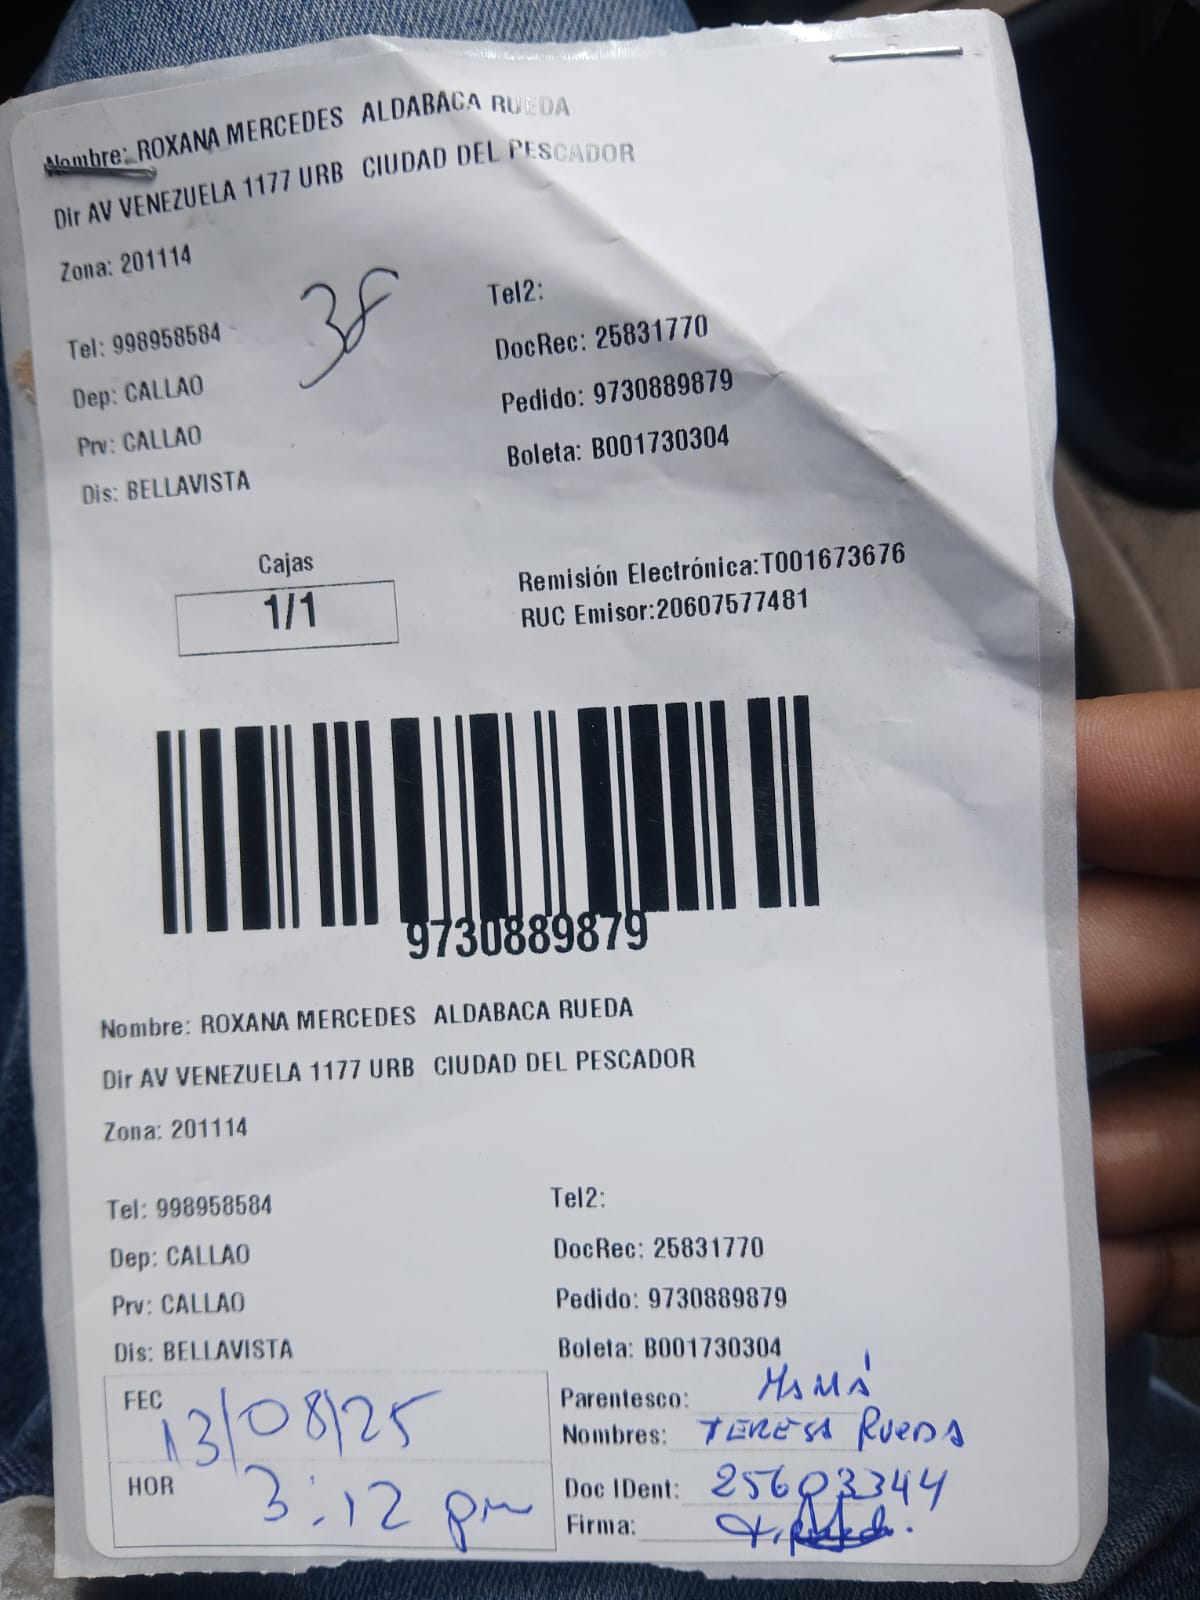 Nombre: ROXANA MERCEDES ALDABACA RUEDA
Dir AV VENEZUELA 1177 URB CIUDAD DEL PESCADOR
Zona: 201114
38
Tel: 998958584 Tel2:
Dep: CALLAO DocRec: 25831770
Prv: CALLAO Pedido: 9730889879
Dis: BELLAVISTA Boleta: B001730304
Cajas
1/1
Remisión Electrónica:T001673676
RUC Emisor:20607577481
9730889879
Nombre: ROXANA MERCEDES ALDABACA RUEDA
Dir AV VENEZUELA 1177 URB CIUDAD DEL PESCADOR
Zona: 201114
Tel: 998958584 Tel2:
Dep: CALLAO DocRec: 25831770
Prv: CALLAO Pedido: 9730889879
Dis: BELLAVISTA Boleta: B001730304
FEC 13/08/25
HOR 3:12 pm
Parentesco: MAMÁ
Nombres: TERESA RUEDA
Doc IDent: 25603344
Firma: